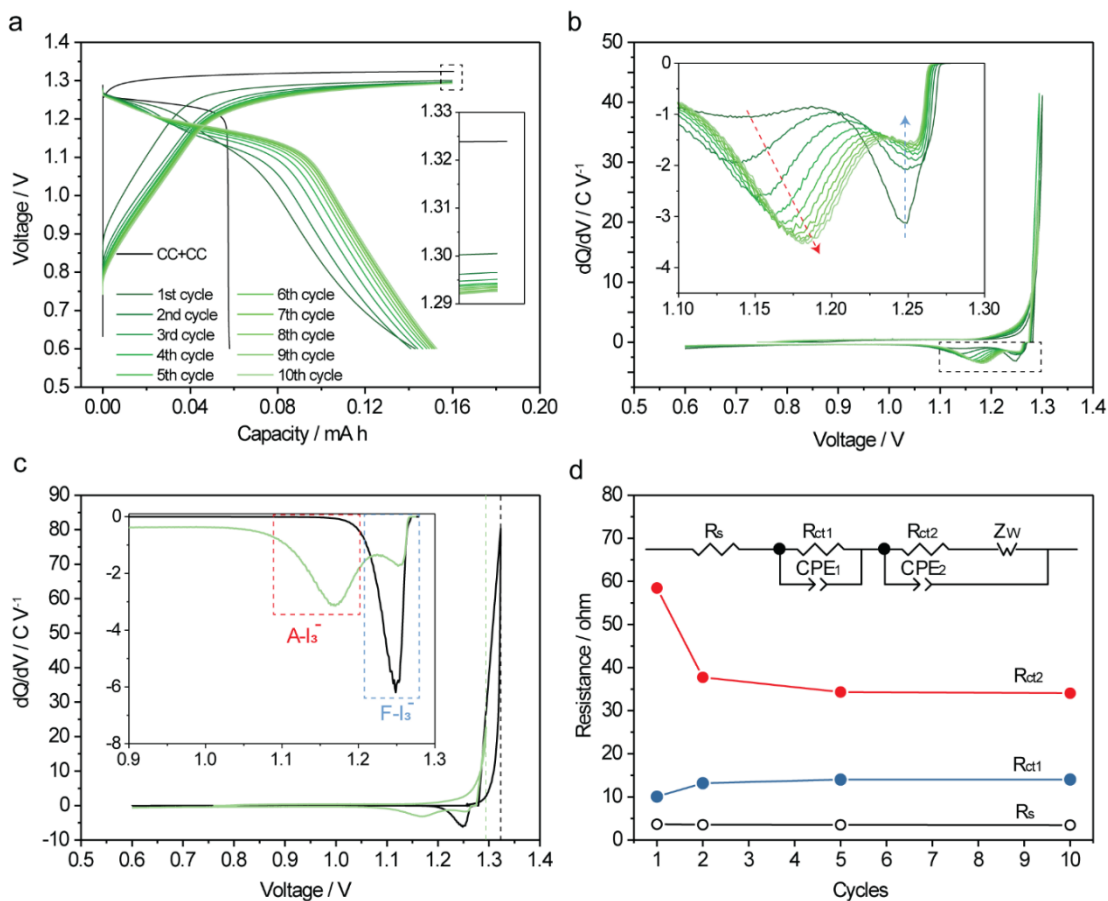 a
1.4
1.3
1.2
1.1
1.0
0.9
0.8
0.7
0.6
0.5
Voltage / V
0.00
0.04
0.08
0.12
0.16
0.20
Capacity / mA h
CC+CC
1st cycle
2nd cycle
3rd cycle
4th cycle
5th cycle
6th cycle
7th cycle
8th cycle
9th cycle
10th cycle
1.33
1.32
1.30
1.29
b
50
40
30
20
10
0
dQ/dV / C V⁻¹
0.5
0.6
0.7
0.8
0.9
1.0
1.1
1.2
1.3
1.4
Voltage / V
0
-1
-2
-3
-4
1.10
1.15
1.20
1.25
1.30
c
90
80
70
60
50
40
30
20
10
0
-10
dQ/dV / C V⁻¹
0.5
0.6
0.7
0.8
0.9
1.0
1.1
1.2
1.3
1.4
Voltage / V
0
-2
-4
-6
-8
0.9
1.0
1.1
1.2
1.3
A-I₃⁻
F-I₃⁻
d
80
70
60
50
40
30
20
10
0
Resistance / ohm
1
2
3
4
5
6
7
8
9
10
Cycles
Rs
Rct1
CPE1
Rct2
CPE2
Zw
Rct2
Rct1
Rs